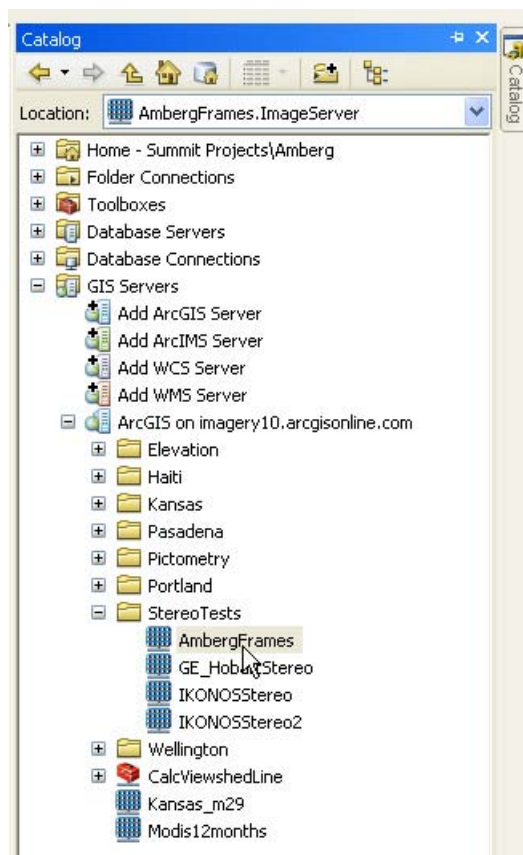 Catalog
Catalog
Location: AmbergFrames.ImageServer
Home - Summit Projects\Amberg
Folder Connections
Toolboxes
Database Servers
Database Connections
GIS Servers
Add ArcGIS Server
Add ArcIMS Server
Add WCS Server
Add WMS Server
ArcGIS on imagery10.arcgisonline.com
Elevation
Haiti
Kansas
Pasadena
Pictometry
Portland
StereoTests
AmbergFrames
GE_HobartStereo
IKONOSStereo
IKONOSStereo2
Wellington
CalcViewshedLine
Kansas_m29
Modis12months